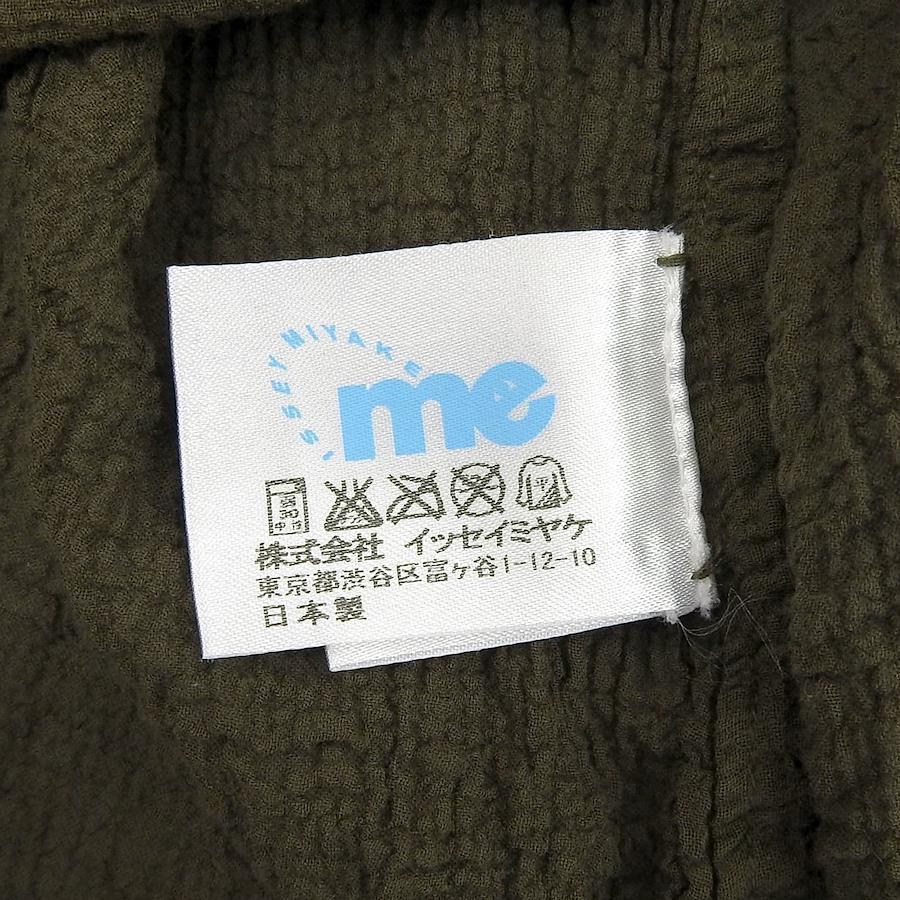 ISSEY MIYAKE
me
株式会社 イッセイミヤケ
東京都渋谷区富ヶ谷1-12-10
日本製